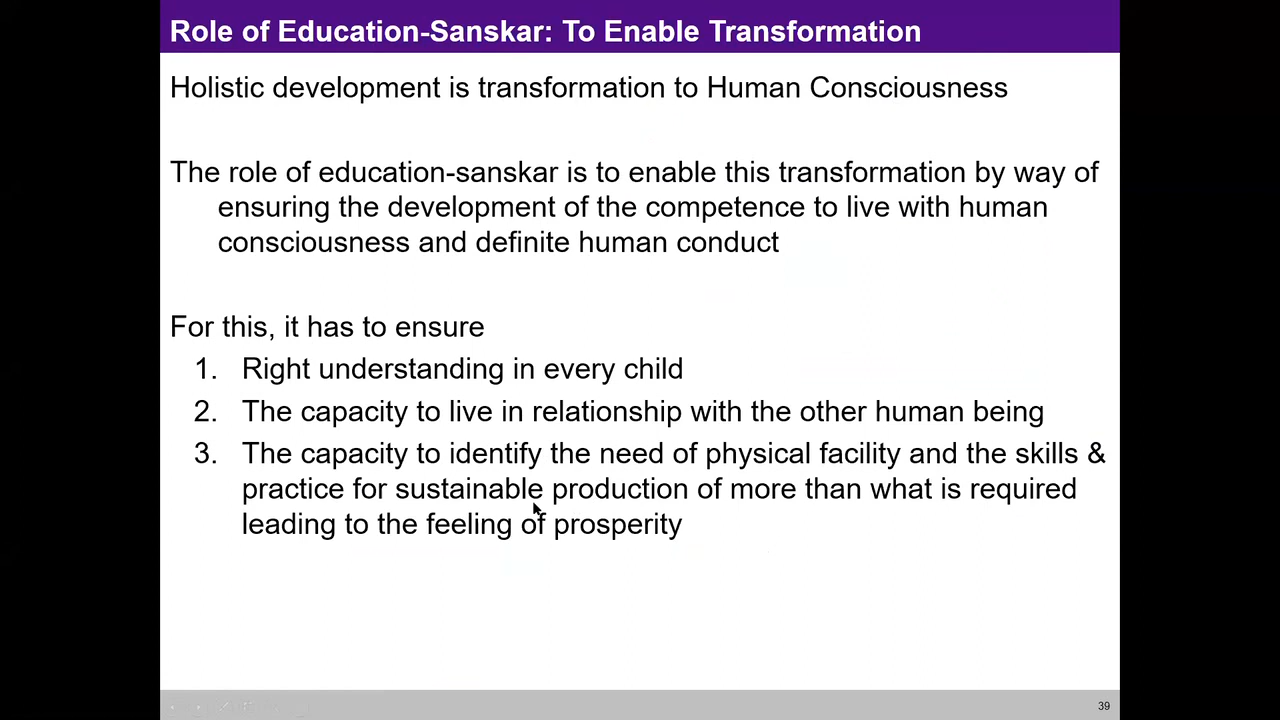 Role of Education-Sanskar: To Enable Transformation
Holistic development is transformation to Human Consciousness
The role of education-sanskar is to enable this transformation by way of
ensuring the development of the competence to live with human
consciousness and definite human conduct
For this, it has to ensure
1. Right understanding in every child
2. The capacity to live in relationship with the other human being
3. The capacity to identify the need of physical facility and the skills &
practice for sustainable production of more than what is required
leading to the feeling of prosperity
39